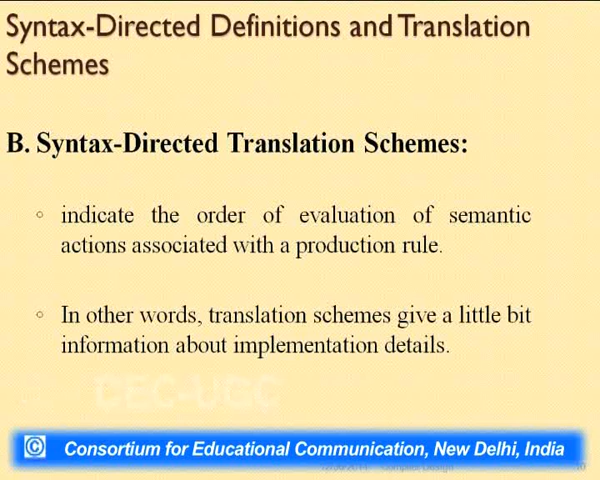 Syntax-Directed Definitions and Translation
Schemes
B. Syntax-Directed Translation Schemes:
◦ indicate the order of evaluation of semantic
actions associated with a production rule.
◦ In other words, translation schemes give a little bit
information about implementation details.
CEC-UGC
© Consortium for Educational Communication, New Delhi, India
10